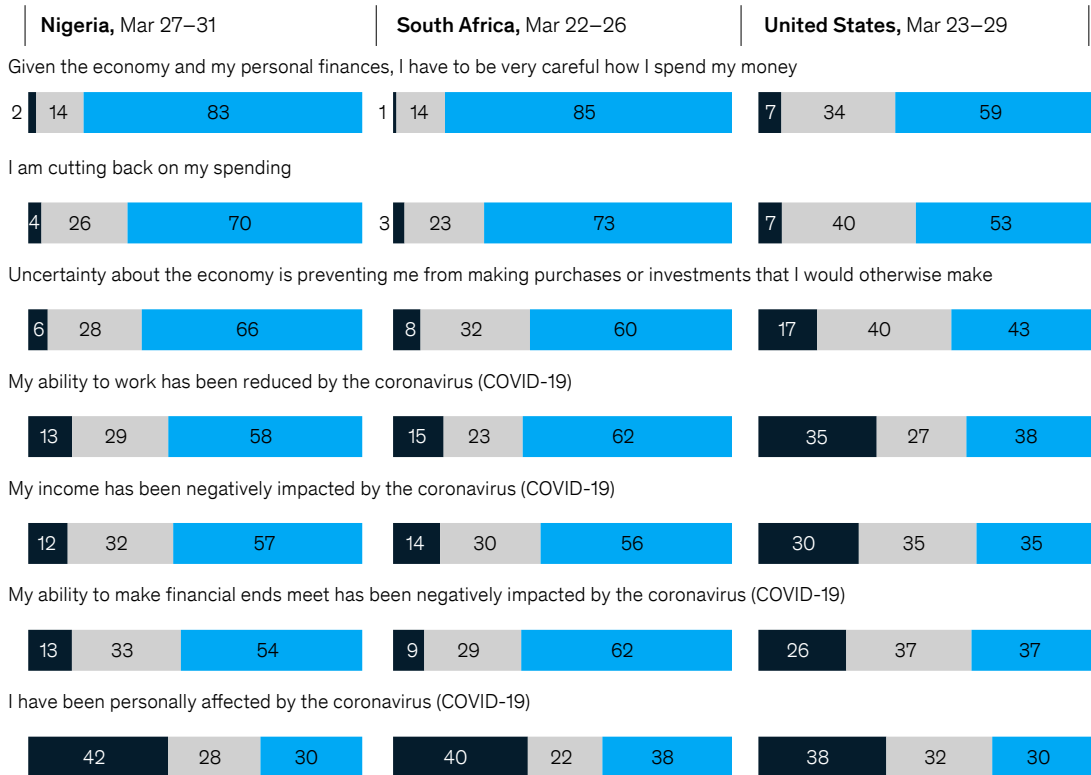 Nigeria, Mar 27–31 South Africa, Mar 22–26 United States, Mar 23–29
Given the economy and my personal finances, I have to be very careful how I spend my money
2 14 83 1 14 85 7 34 59
I am cutting back on my spending
4 26 70 3 23 73 7 40 53
Uncertainty about the economy is preventing me from making purchases or investments that I would otherwise make
6 28 66 8 32 60 17 40 43
My ability to work has been reduced by the coronavirus (COVID-19)
13 29 58 15 23 62 35 27 38
My income has been negatively impacted by the coronavirus (COVID-19)
12 32 57 14 30 56 30 35 35
My ability to make financial ends meet has been negatively impacted by the coronavirus (COVID-19)
13 33 54 9 29 62 26 37 37
I have been personally affected by the coronavirus (COVID-19)
42 28 30 40 22 38 38 32 30